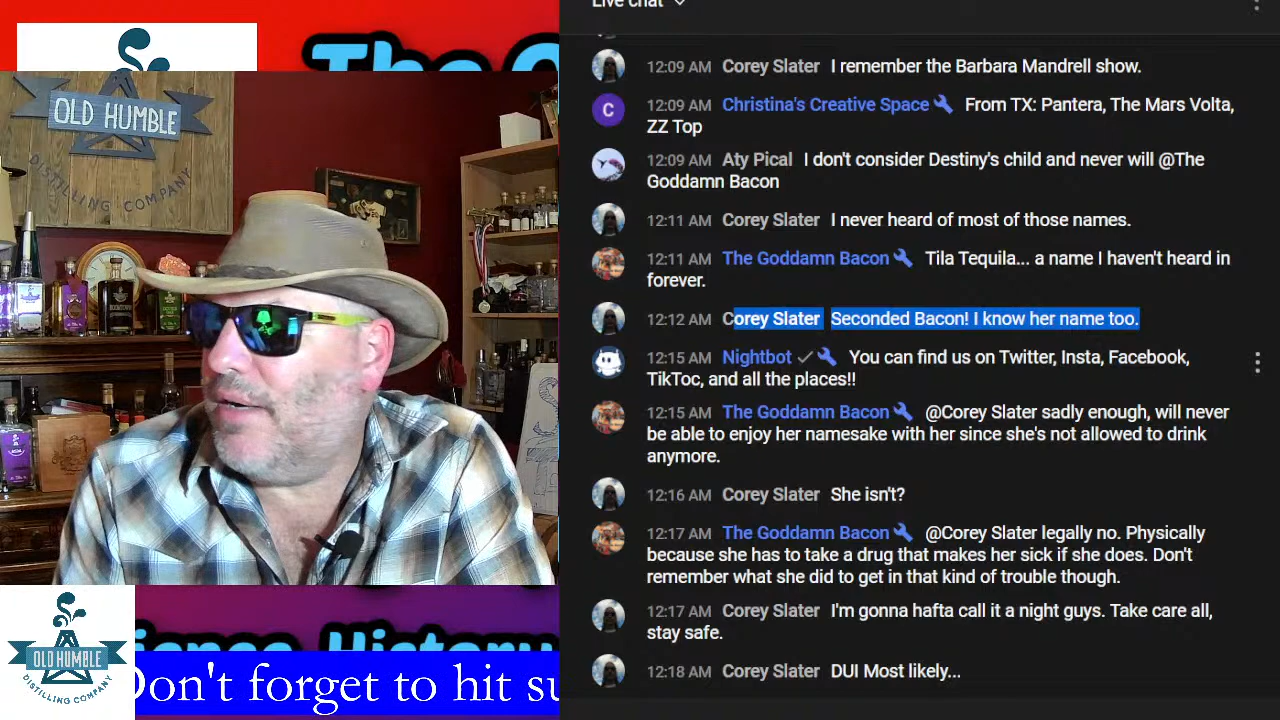 The
OLD HUMBLE
DISTILLING COMPANY
OLD HUMBLE
DISTILLING COMPANY
History
Don't forget to hit su
Live chat
12:09 AM Corey Slater I remember the Barbara Mandrell show.
C
12:09 AM Christina's Creative Space From TX: Pantera, The Mars Volta,
ZZ Top
12:09 AM Aty Pical I don't consider Destiny's child and never will @The
Goddamn Bacon
12:11 AM Corey Slater I never heard of most of those names.
12:11 AM The Goddamn Bacon Tila Tequila... a name I haven't heard in
forever.
12:12 AM Corey Slater Seconded Bacon! I know her name too.
12:15 AM Nightbot You can find us on Twitter, Insta, Facebook,
TikToc, and all the places!!
12:15 AM The Goddamn Bacon @Corey Slater sadly enough, will never
be able to enjoy her namesake with her since she's not allowed to drink
anymore.
12:16 AM Corey Slater She isn't?
12:17 AM The Goddamn Bacon @Corey Slater legally no. Physically
because she has to take a drug that makes her sick if she does. Don't
remember what she did to get in that kind of trouble though.
12:17 AM Corey Slater I'm gonna hafta call it a night guys. Take care all,
stay safe.
12:18 AM Corey Slater DUI Most likely...